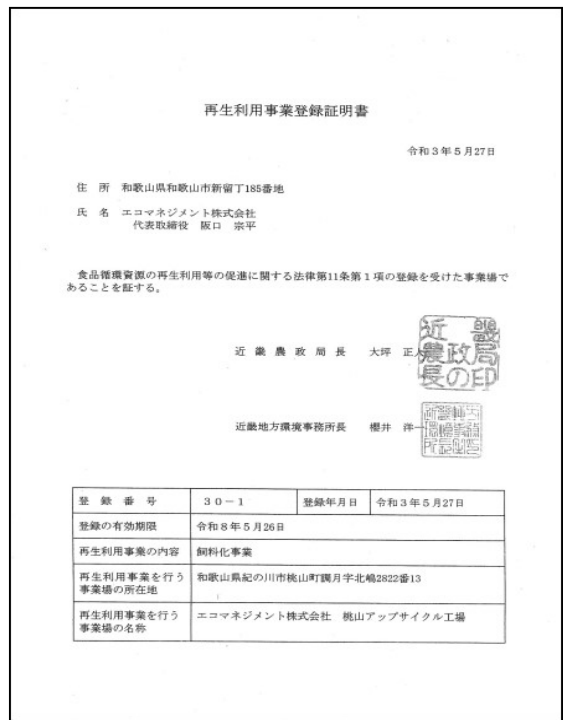 再生利用事業登録証明書
令和3年5月27日
住 所 和歌山県和歌山市新留丁185番地
氏 名 エコマネジメント株式会社
代表取締役 阪口 宗平
食品循環資源の再生利用等の促進に関する法律第11条第1項の登録を受けた事業場で
あることを証する。
近 畿 農 政 局 長 大坪 正人
近畿農政局長の印
近畿地方環境事務所長 櫻井 洋一
登 録 番 号 30-1 登録年月日 令和3年5月27日
登録の有効期限 令和8年5月26日
再生利用事業の内容 飼料化事業
再生利用事業を行う
事業場の所在地 和歌山県紀の川市桃山町調月字北嶋2822番13
再生利用事業を行う
事業場の名称 エコマネジメント株式会社 桃山アップサイクル工場